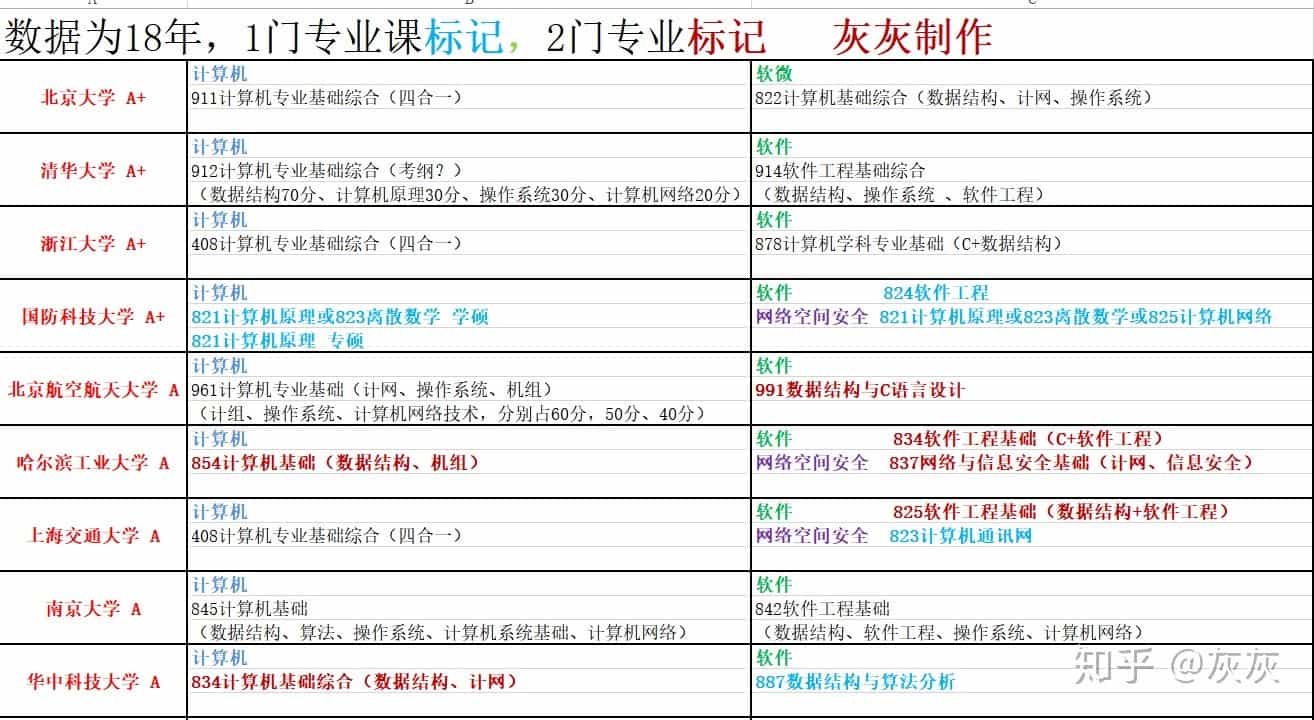 数据为18年，1门专业课标记，2门专业标记 灰灰制作
北京大学 A+
计算机
911计算机专业基础综合（四合一）
软微
822计算机基础综合（数据结构、计网、操作系统）
清华大学 A+
计算机
912计算机专业基础综合（考纲？）
（数据结构70分、计算机原理30分、操作系统30分、计算机网络20分）
软件
914软件工程基础综合
（数据结构、操作系统 、软件工程）
浙江大学 A+
计算机
408计算机专业基础综合（四合一）
软件
878计算机学科专业基础（C+数据结构）
国防科技大学 A+
计算机
821计算机原理或823离散数学 学硕
821计算机原理 专硕
软件 824软件工程
网络空间安全 821计算机原理或823离散数学或825计算机网络
北京航空航天大学 A
计算机
961计算机专业基础（计网、操作系统、机组）
（计组、操作系统、计算机网络技术，分别占60分，50分、40分）
软件
991数据结构与C语言设计
哈尔滨工业大学 A
计算机
854计算机基础（数据结构、机组）
软件 834软件工程基础（C+软件工程）
网络空间安全 837网络与信息安全基础（计网、信息安全）
上海交通大学 A
计算机
408计算机专业基础综合（四合一）
软件 825软件工程基础（数据结构+软件工程）
网络空间安全 823计算机通讯网
南京大学 A
计算机
845计算机基础
（数据结构、算法、操作系统、计算机系统基础、计算机网络）
软件
842软件工程基础
（数据结构、软件工程、操作系统、计算机网络）
华中科技大学 A
计算机
834计算机基础综合（数据结构、计网）
软件
887数据结构与算法分析
知乎 @灰灰